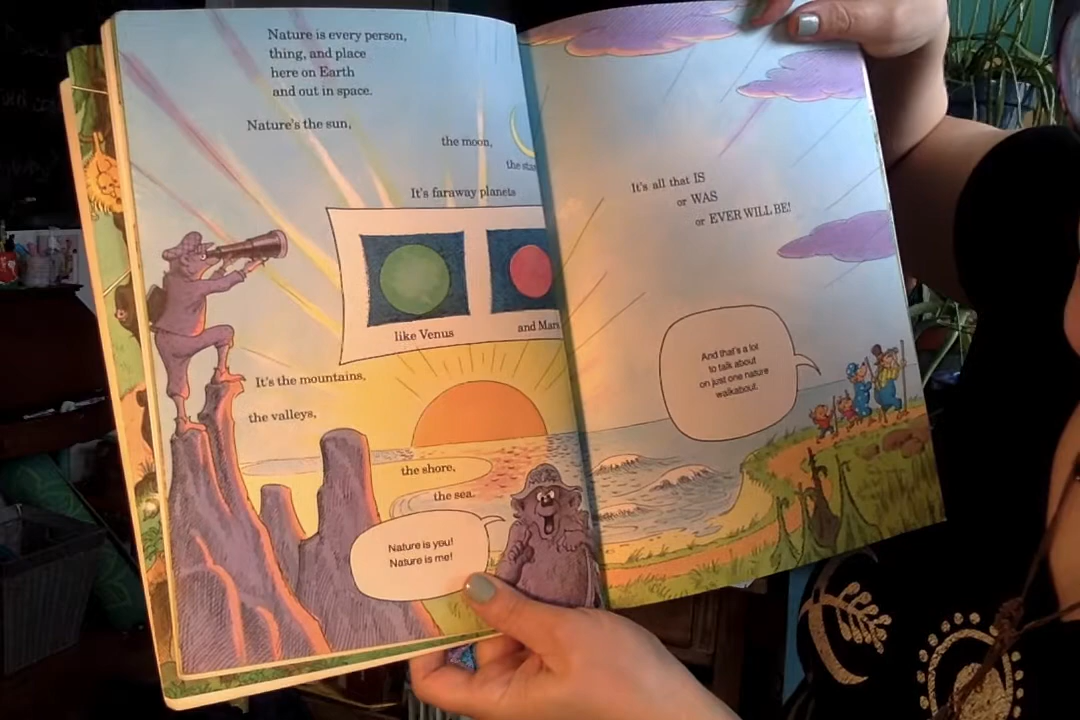 Nature is every person,
thing, and place
here on Earth
and out in space.
Nature's the sun,
the moon,
the
It's faraway planets
like Venus
and
It's the mountains,
the valleys,
the shore,
the sea.
Nature is you!
Nature is me!
It's all that IS
or WAS
or EVER WILL BE!
And that's a lot
to talk about
on just one nature
walkabout.